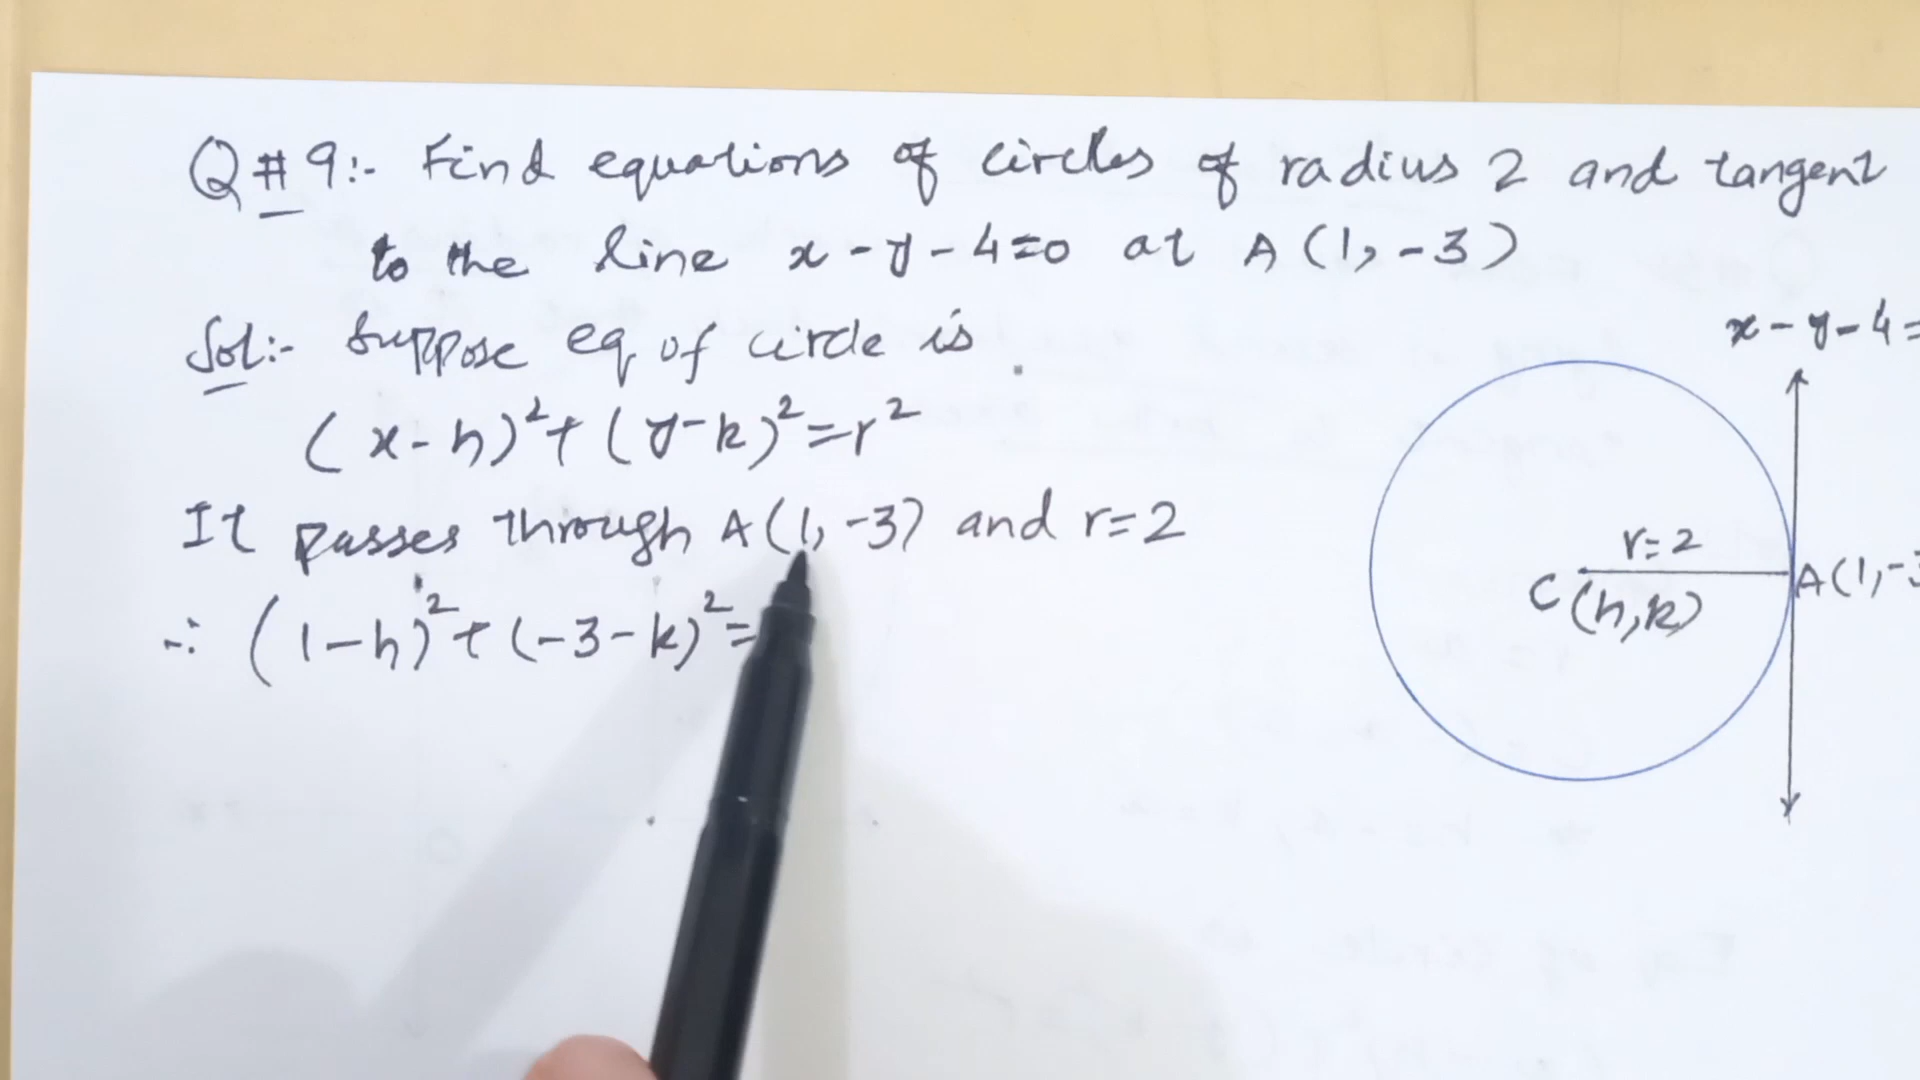 Q#9:- Find equations of circles of radius 2 and tangent
to the line x-y-4=0 at A(1,-3)
Sol:- Suppose eq of circle is
(x-h)²+(y-k)²=r²
It passes through A(1,-3) and r=2
∴ (1-h)²+(-3-k)²=
x-y-4=
r=2
C(h,k)
A(1,-3